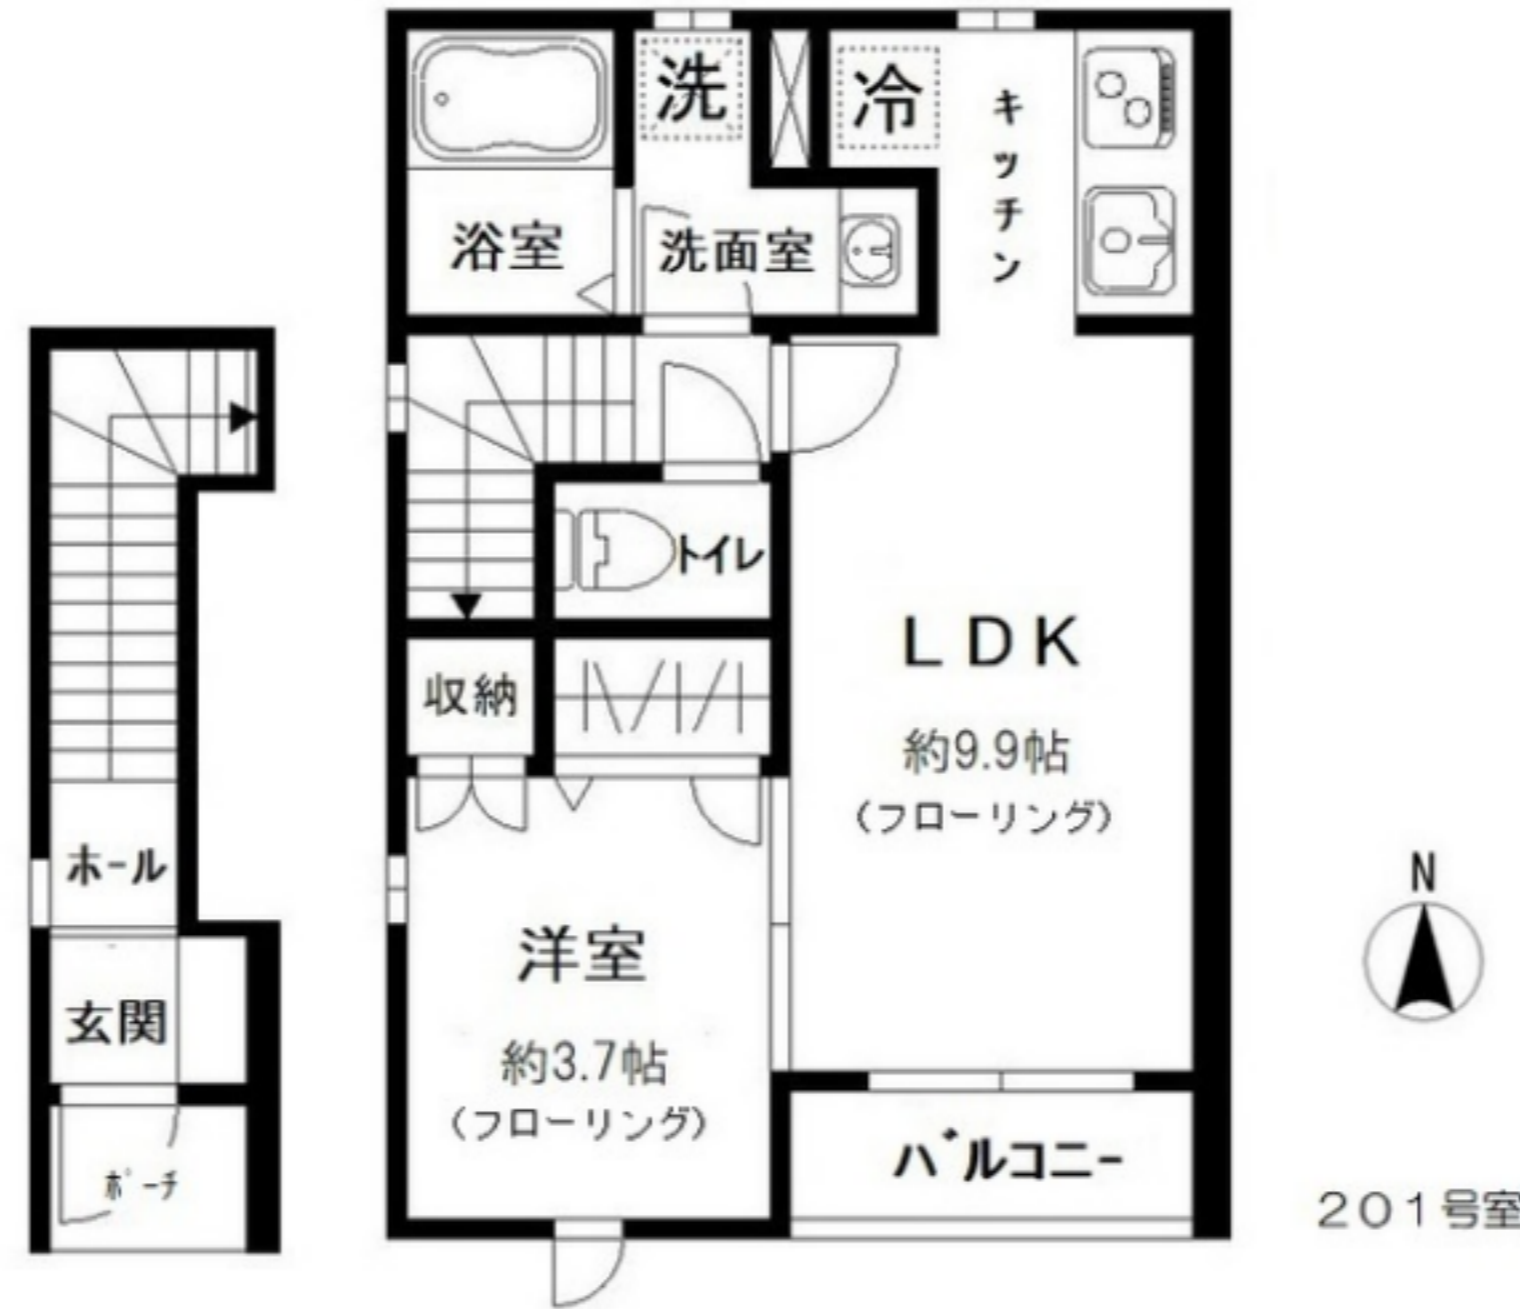 洗
冷
キッチン
浴室
洗面室
トイレ
LDK
約9.9帖
(フローリング)
収納
ホール
玄関
ポーチ
洋室
約3.7帖
(フローリング)
バルコニー
N
201号室